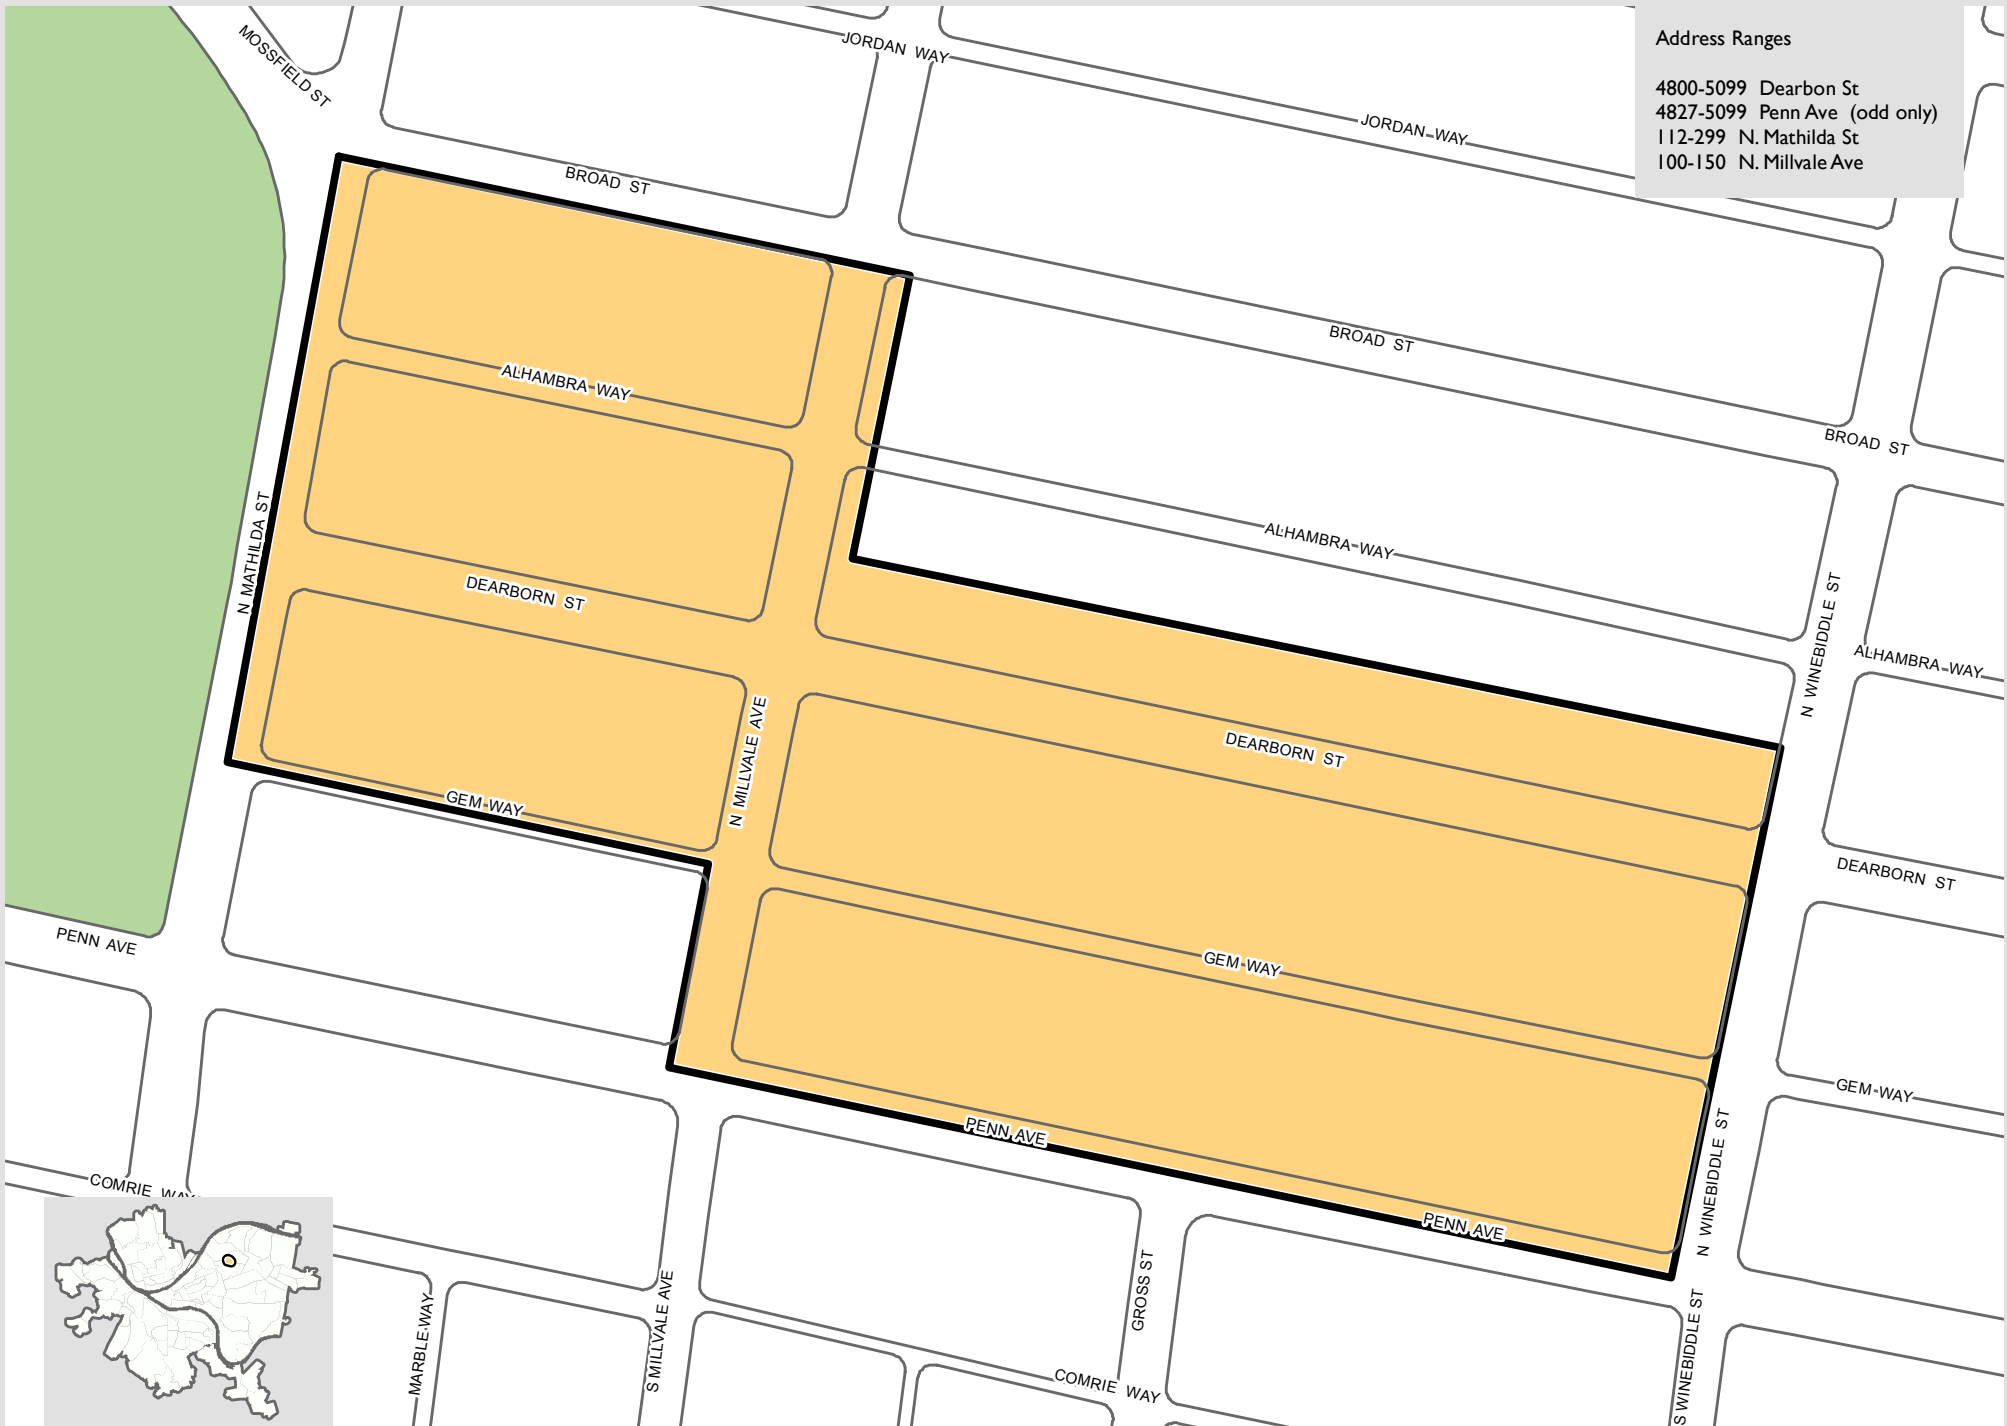 MOSSFIELD ST
JORDAN WAY
JORDAN WAY
Address Ranges
4800-5099 Dearbon St
4827-5099 Penn Ave (odd only)
112-299 N. Mathilda St
100-150 N. Millvale Ave
BROAD ST
BROAD ST
BROAD ST
ALHAMBRA WAY
ALHAMBRA WAY
ALHAMBRA WAY
N MATHILDA ST
DEARBORN ST
N WINEBIDDLE ST
N MILLVALE AVE
DEARBORN ST
GEM WAY
DEARBORN ST
PENN AVE
GEM WAY
GEM WAY
PENN AVE
N WINEBIDDLE ST
COMRIE WAY
PENN AVE
GROSS ST
MARBLE WAY
S MILLVALE AVE
COMRIE WAY
S WINEBIDDLE ST